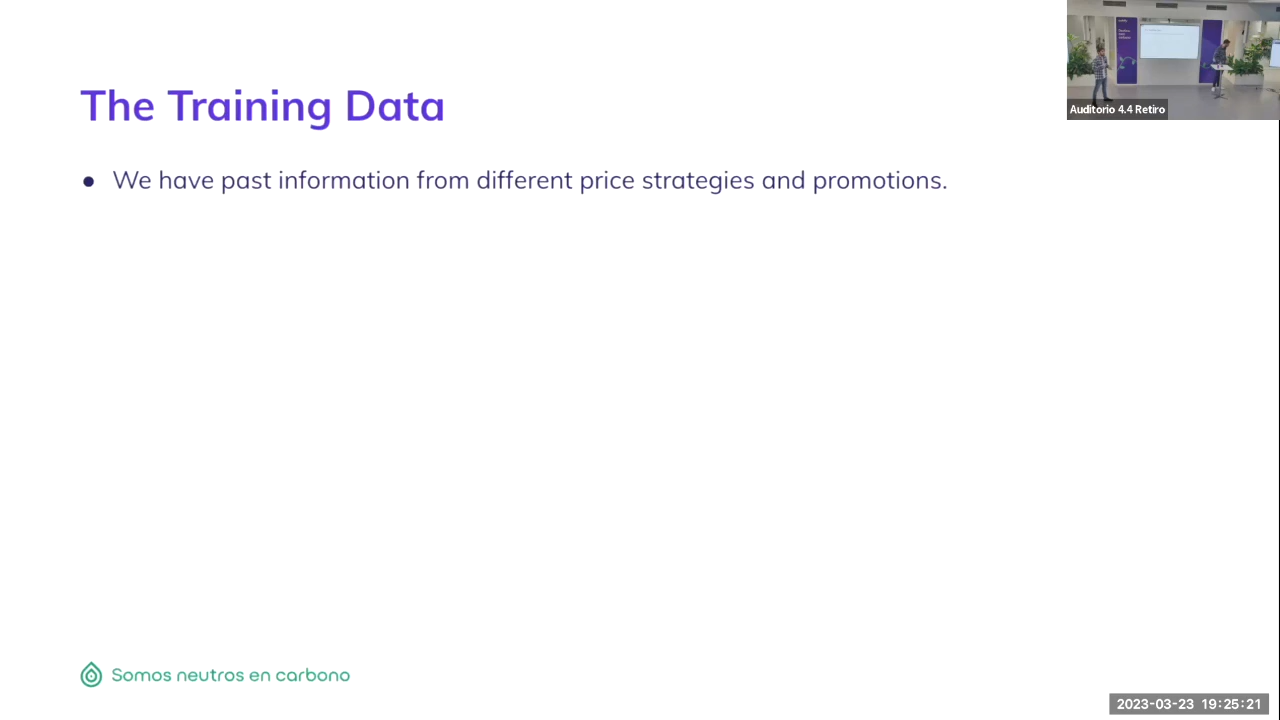 The Training Data
● We have past information from different price strategies and promotions.
Auditorio 4.4 Retiro
Somos neutros en carbono
2023-03-23 19:25:21